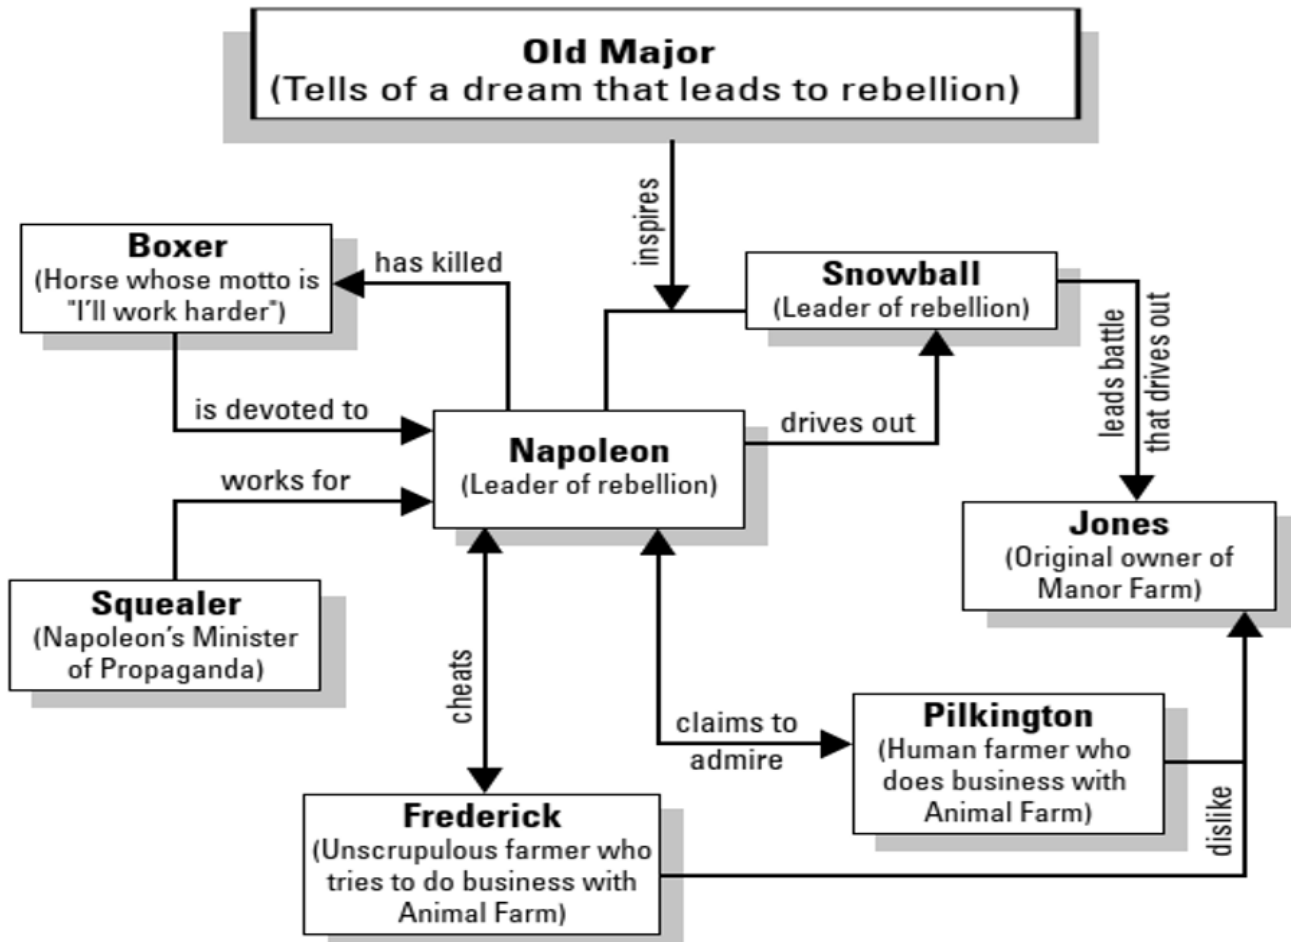 Old Major
(Tells of a dream that leads to rebellion)
inspires
Boxer
(Horse whose motto is
"I'll work harder")
has killed
Snowball
(Leader of rebellion)
leads battle
that drives out
is devoted to
Napoleon
(Leader of rebellion)
drives out
works for
Jones
(Original owner of
Manor Farm)
Squealer
(Napoleon's Minister
of Propaganda)
cheats
claims to
admire
Pilkington
(Human farmer who
does business with
Animal Farm)
dislike
Frederick
(Unscrupulous farmer who
tries to do business with
Animal Farm)